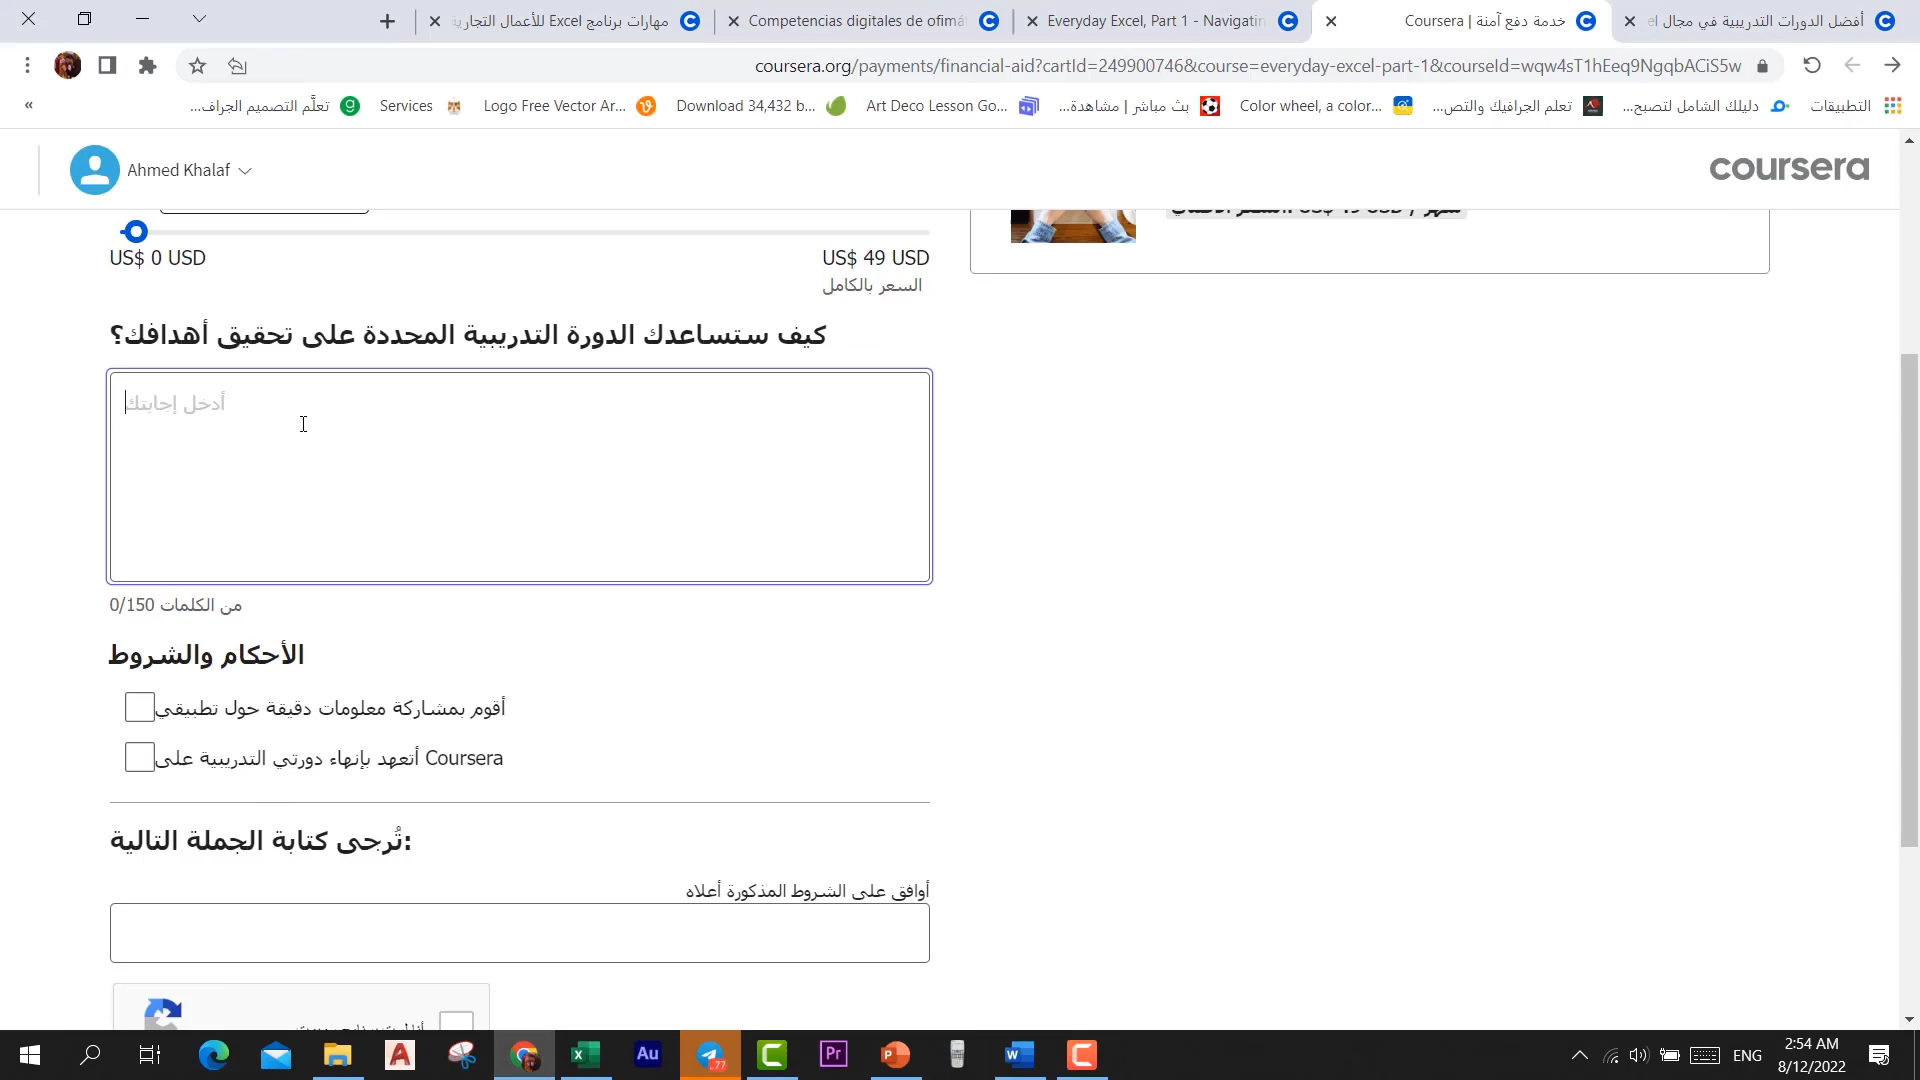 مهارات برنامج Excel للأعمال التجارية
Competencias digitales de ofimá
Everyday Excel, Part 1 - Navigatin
خدمة دفع آمنة | Coursera
أفضل الدورات التدريبية في مجال el
coursera.org/payments/financial-aid?cartId=249900746&course=everyday-excel-part-1&courseId=wqw4sT1hEeq9NgqbACiS5w
«
تعلَّم التصميم الجراف...
Services
Logo Free Vector Ar...
Download 34,432 b...
Art Deco Lesson Go...
بث مباشر | مشاهدة...
Color wheel, a color...
تعلم الجرافيك والتص...
دليلك الشامل لتصبح...
التطبيقات
Ahmed Khalaf
coursera
US$ 0 USD
US$ 49 USD
السعر بالكامل
كيف ستساعدك الدورة التدريبية المحددة على تحقيق أهدافك؟
أدخل إجابتك
0/150 من الكلمات
الأحكام والشروط
أقوم بمشاركة معلومات دقيقة حول تطبيقي
أتعهد بإنهاء دورتي التدريبية على Coursera
تُرجى كتابة الجملة التالية:
أوافق على الشروط المذكورة أعلاه
Au
.77
Pr
ENG
2:54 AM
8/12/2022